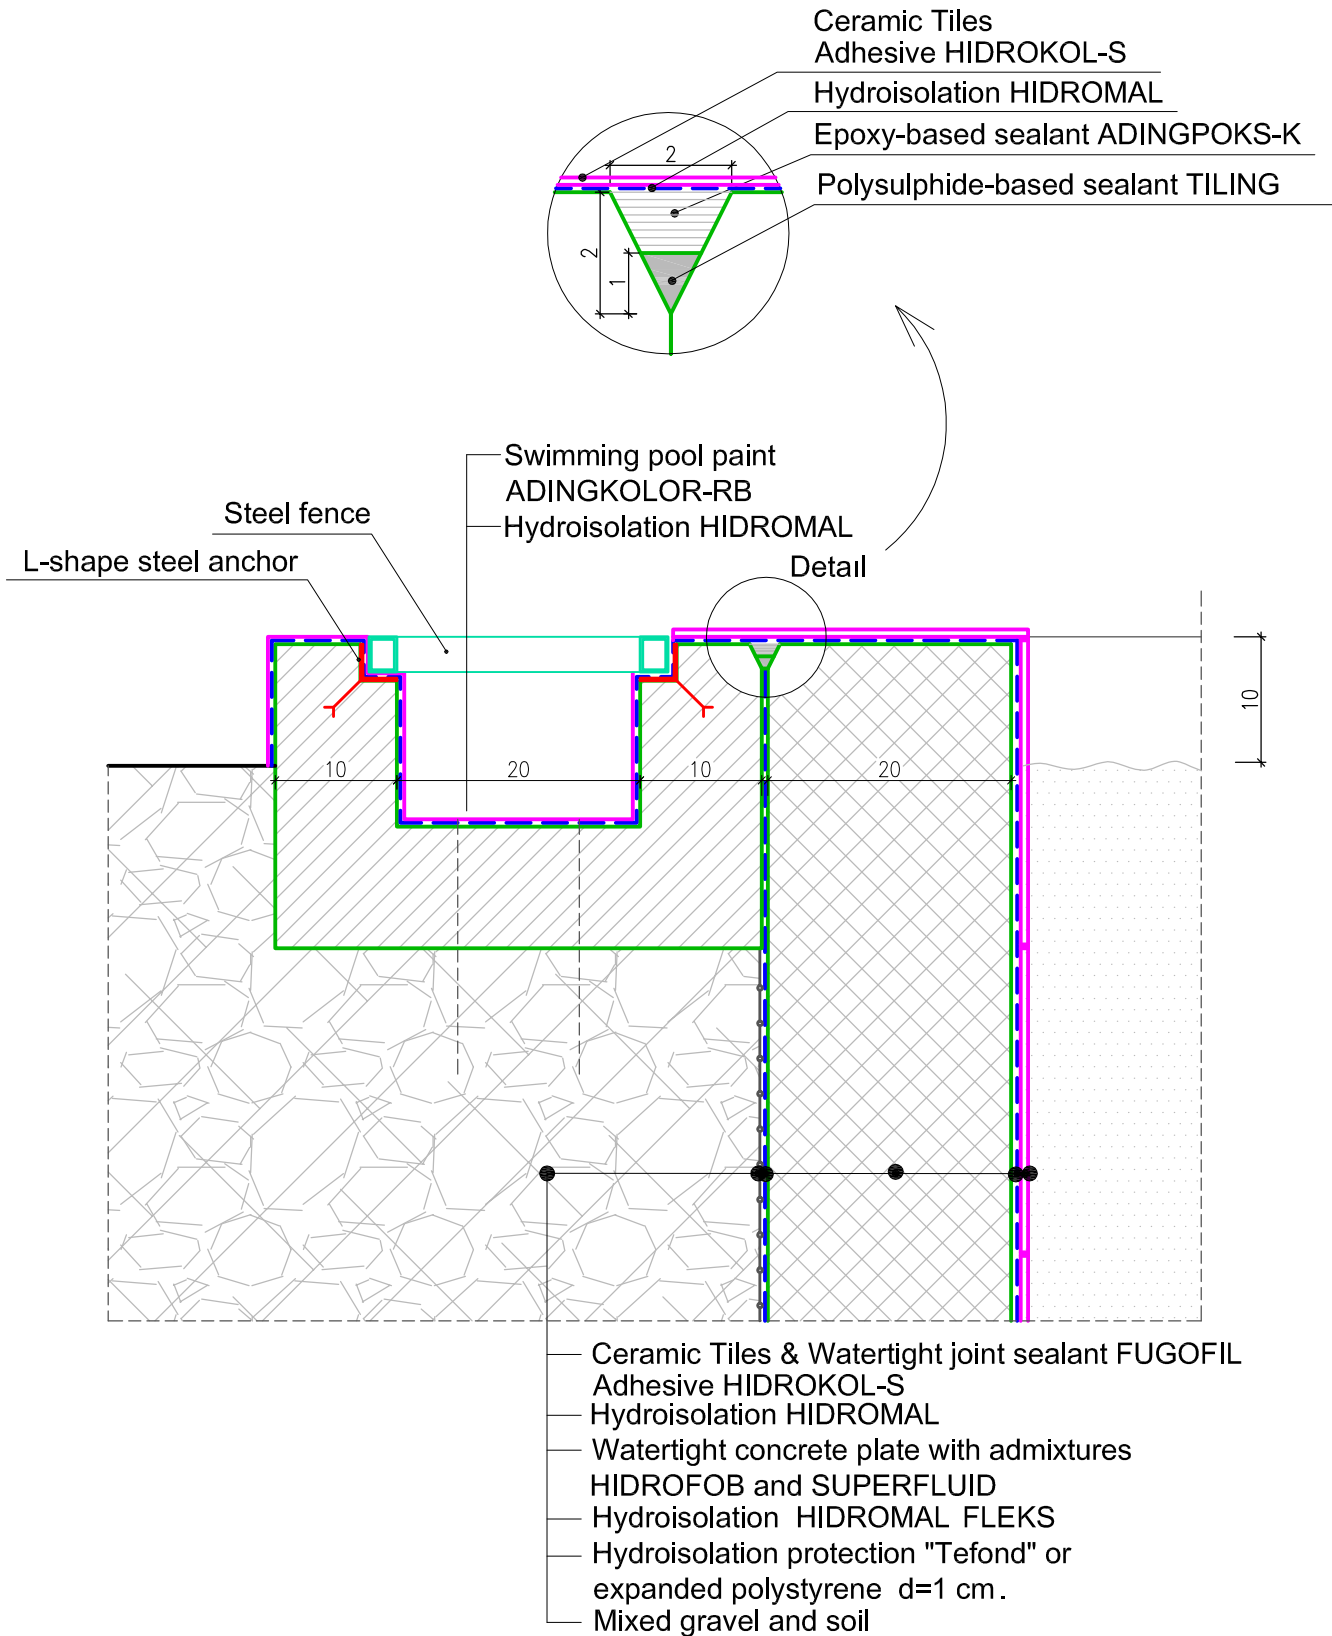 Ceramic Tiles
Adhesive HIDROKOL-S
Hydroisolation HIDROMAL
Epoxy-based sealant ADINGPOKS-K
Polysulphide-based sealant TILING
2
2
1
Swimming pool paint
ADINGKOLOR-RB
Hydroisolation HIDROMAL
Steel fence
L-shape steel anchor
Detail
10
10
20
10
20
Ceramic Tiles & Watertight joint sealant FUGOFIL
Adhesive HIDROKOL-S
Hydroisolation HIDROMAL
Watertight concrete plate with admixtures
HIDROFOB and SUPERFLUID
Hydroisolation HIDROMAL FLEKS
Hydroisolation protection "Tefond" or
expanded polystyrene d=1 cm.
Mixed gravel and soil